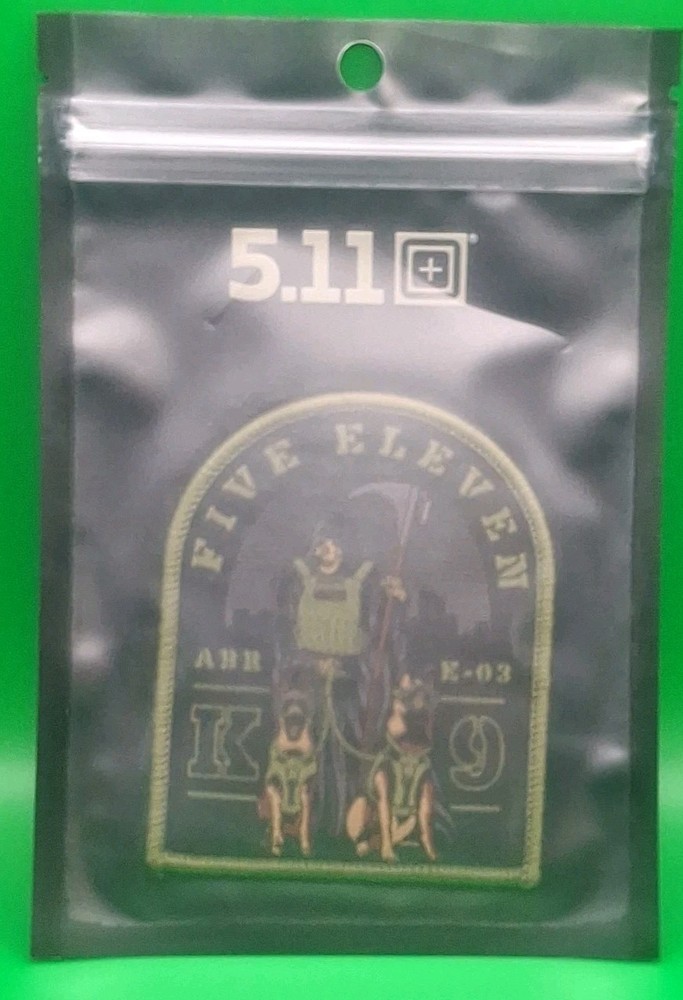 5.11
FIVE ELEVEN
ABR E-03
K 9